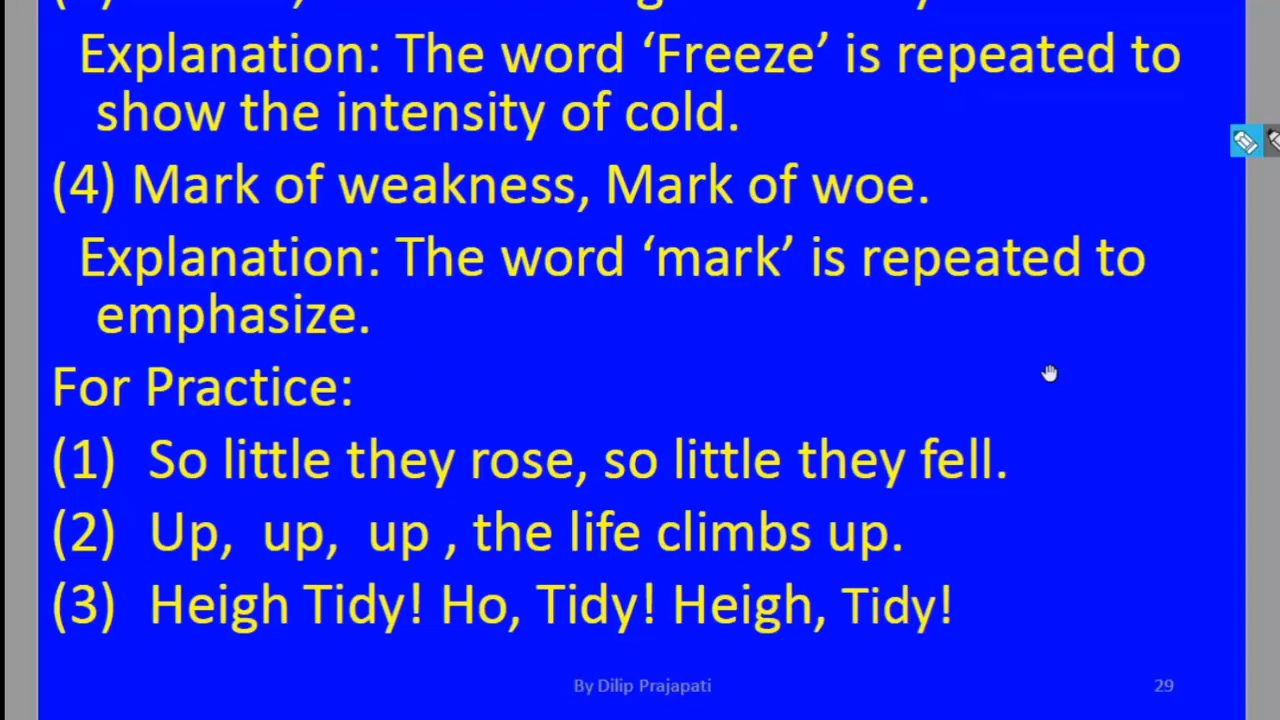 Explanation: The word ‘Freeze’ is repeated to
show the intensity of cold.
(4) Mark of weakness, Mark of woe.
Explanation: The word ‘mark’ is repeated to
emphasize.
For Practice:
(1) So little they rose, so little they fell.
(2) Up, up, up , the life climbs up.
(3) Heigh Tidy! Ho, Tidy! Heigh, Tidy!
By Dilip Prajapati 29